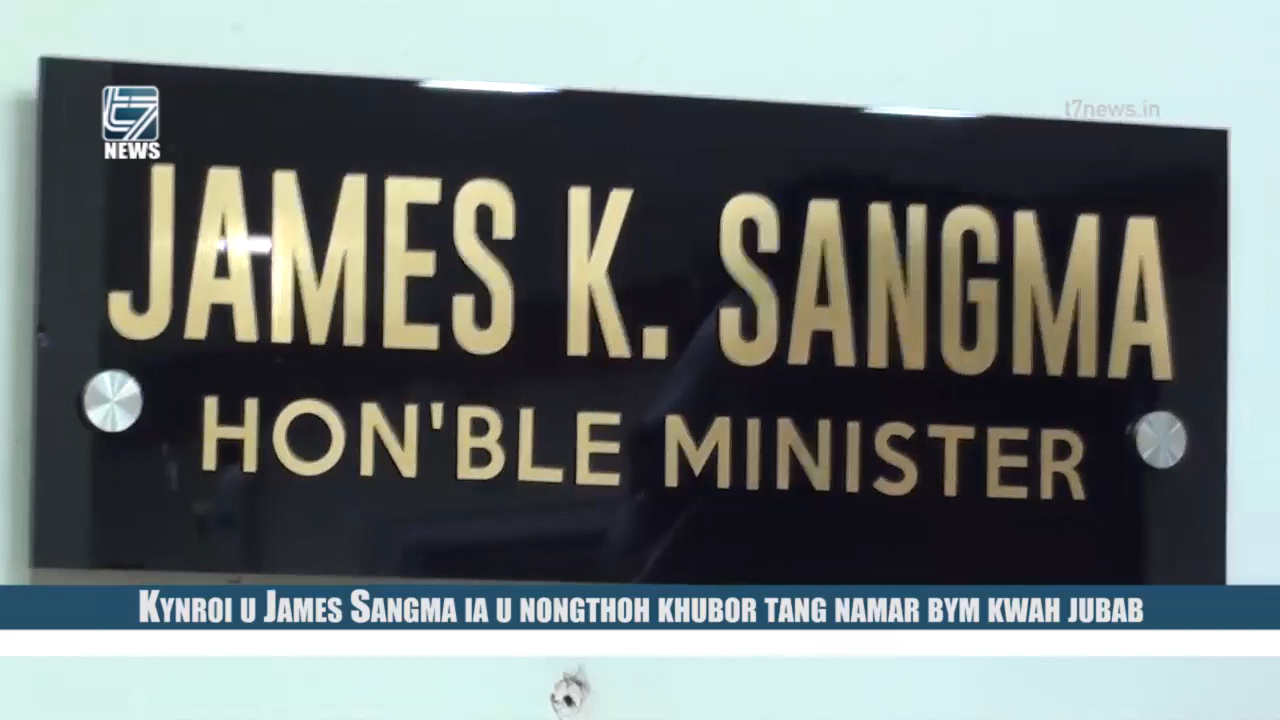 t7
NEWS
t7news.in
JAMES K. SANGMA
HON'BLE MINISTER
KYNROI U JAMES SANGMA IA U NONGTHOH KHUBOR TANG NAMAR BYM KWAH JUBAB